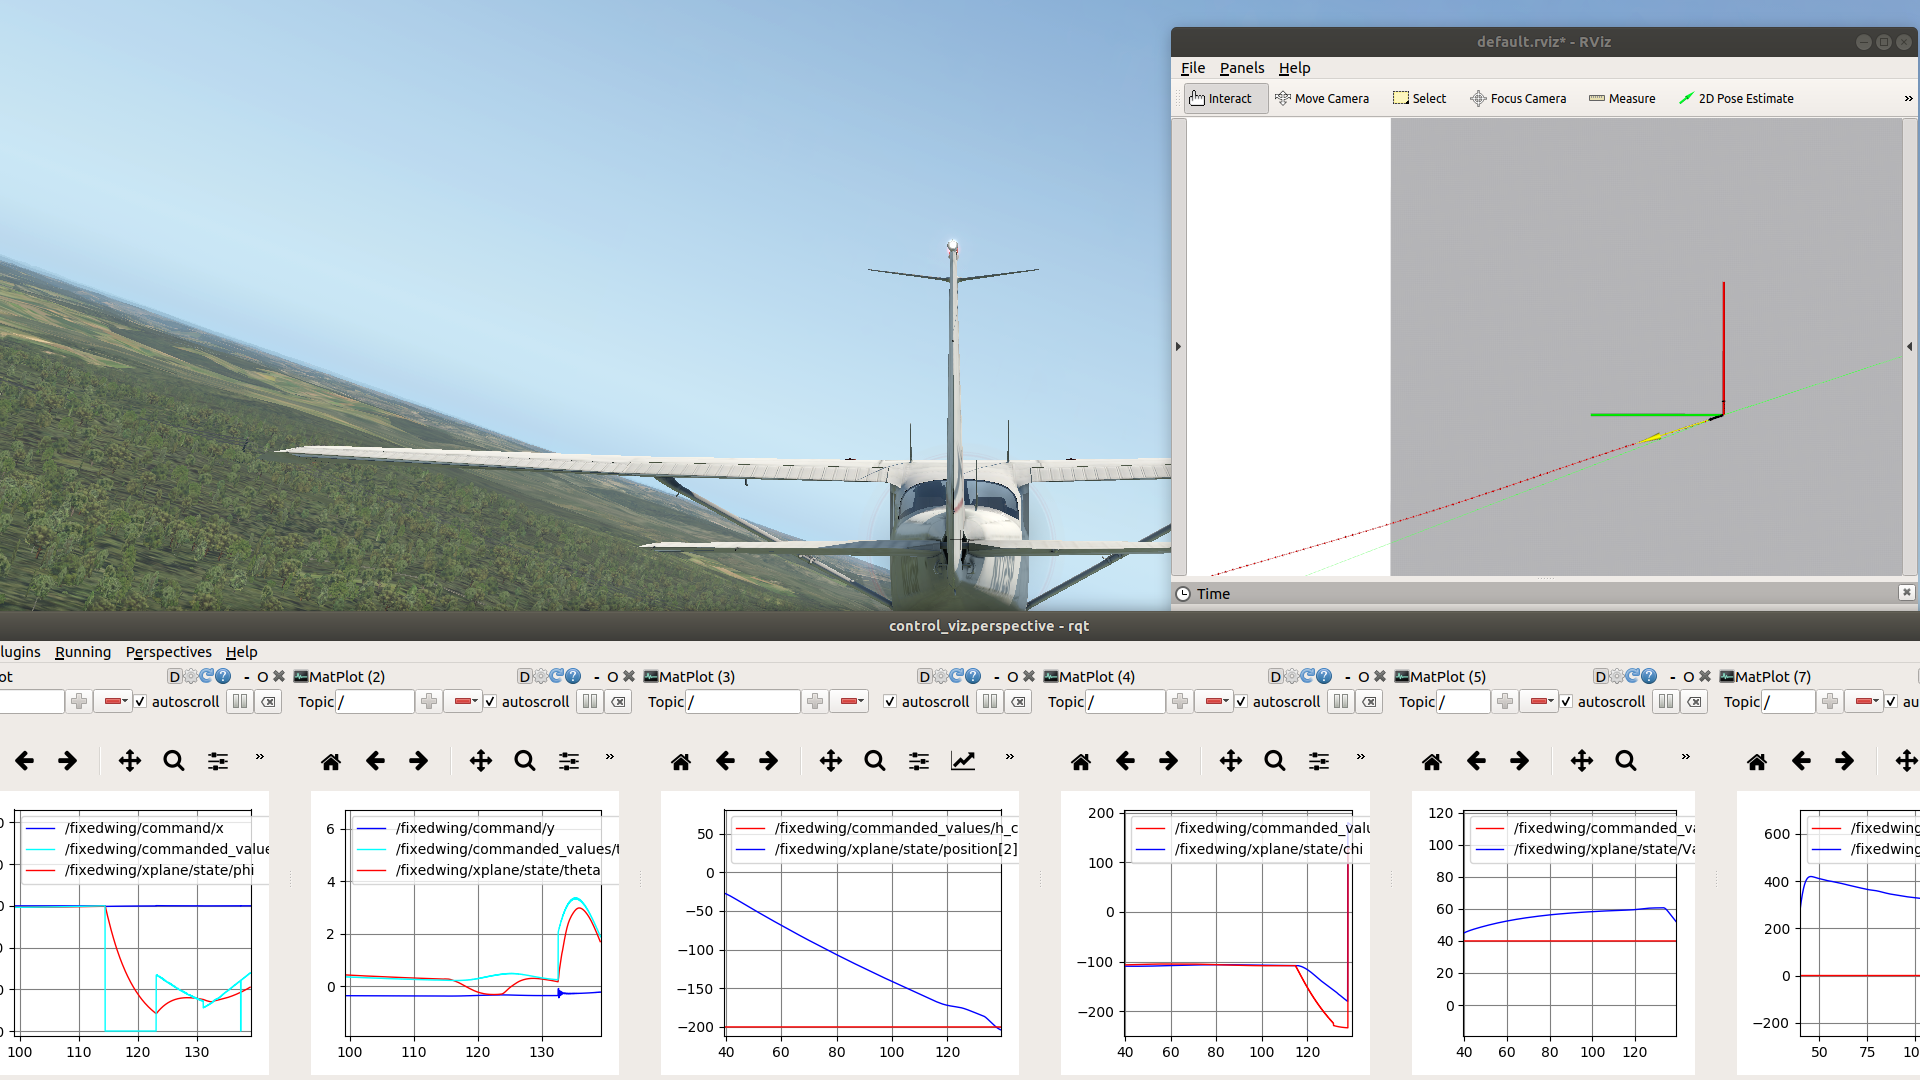 default.rviz* - RViz
File Panels Help
Interact Move Camera Select Focus Camera Measure 2D Pose Estimate »
Time
control_viz.perspective - rqt
lugins Running Perspectives Help
ot D - O MatPlot (2) D - O MatPlot (3) D - O MatPlot (4) D - O MatPlot (5) D - O MatPlot (7)
autoscroll Topic / autoscroll Topic / autoscroll Topic / autoscroll Topic / autoscroll Topic / au
» » » » »
/fixedwing/command/x
/fixedwing/commanded_value
/fixedwing/xplane/state/phi
100 110 120 130
/fixedwing/command/y
/fixedwing/commanded_values/t
/fixedwing/xplane/state/theta
6
4
2
0
100 110 120 130
/fixedwing/commanded_values/h_c
/fixedwing/xplane/state/position[2]
50
0
−50
−100
−150
−200
40 60 80 100 120
/fixedwing/commanded_valu
/fixedwing/xplane/state/chi
200
100
0
−100
−200
40 60 80 100 120
/fixedwing/commanded_va
/fixedwing/xplane/state/Va
120
100
80
60
40
20
0
40 60 80 100 120
/fixedwing
/fixedwing
600
400
200
0
−200
50 75 100